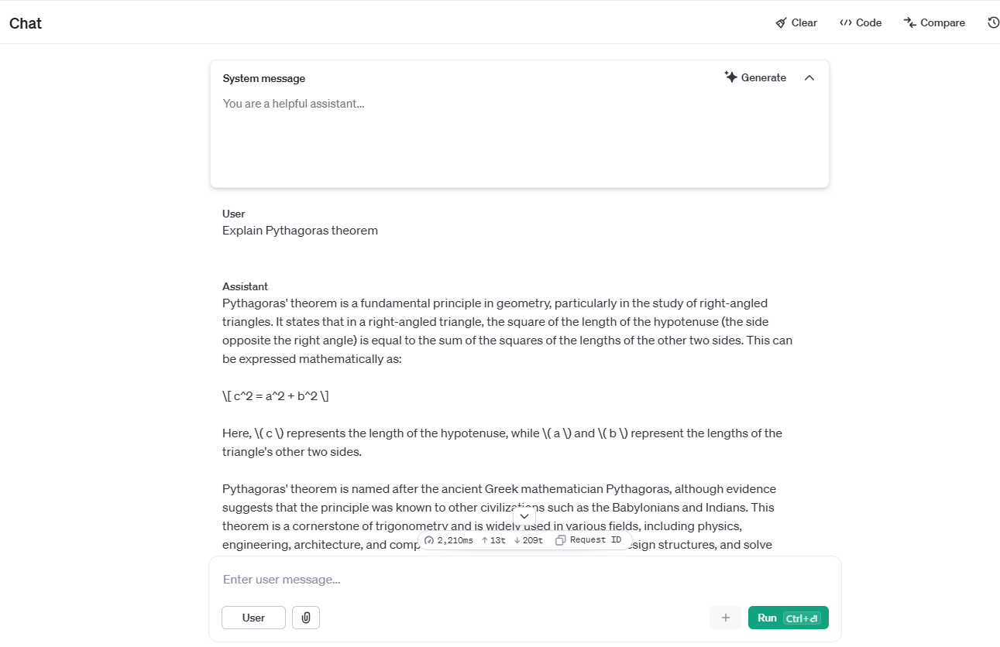 Chat
Clear
Code
Compare
System message
Generate
You are a helpful assistant...
User
Explain Pythagoras theorem
Assistant
Pythagoras' theorem is a fundamental principle in geometry, particularly in the study of right-angled
triangles. It states that in a right-angled triangle, the square of the length of the hypotenuse (the side
opposite the right angle) is equal to the sum of the squares of the lengths of the other two sides. This can
be expressed mathematically as:
\[ c^2 = a^2 + b^2 \]
Here, \( c \) represents the length of the hypotenuse, while \( a \) and \( b \) represent the lengths of the
triangle's other two sides.
Pythagoras' theorem is named after the ancient Greek mathematician Pythagoras, although evidence
suggests that the principle was known to other civilizations such as the Babylonians and Indians. This
theorem is a cornerstone of trigonometry and is widely used in various fields, including physics,
engineering, architecture, and structures, and solve
2,210ms ↑ 13t ↓ 209t Request ID
Enter user message...
User
Run Ctrl+⏎